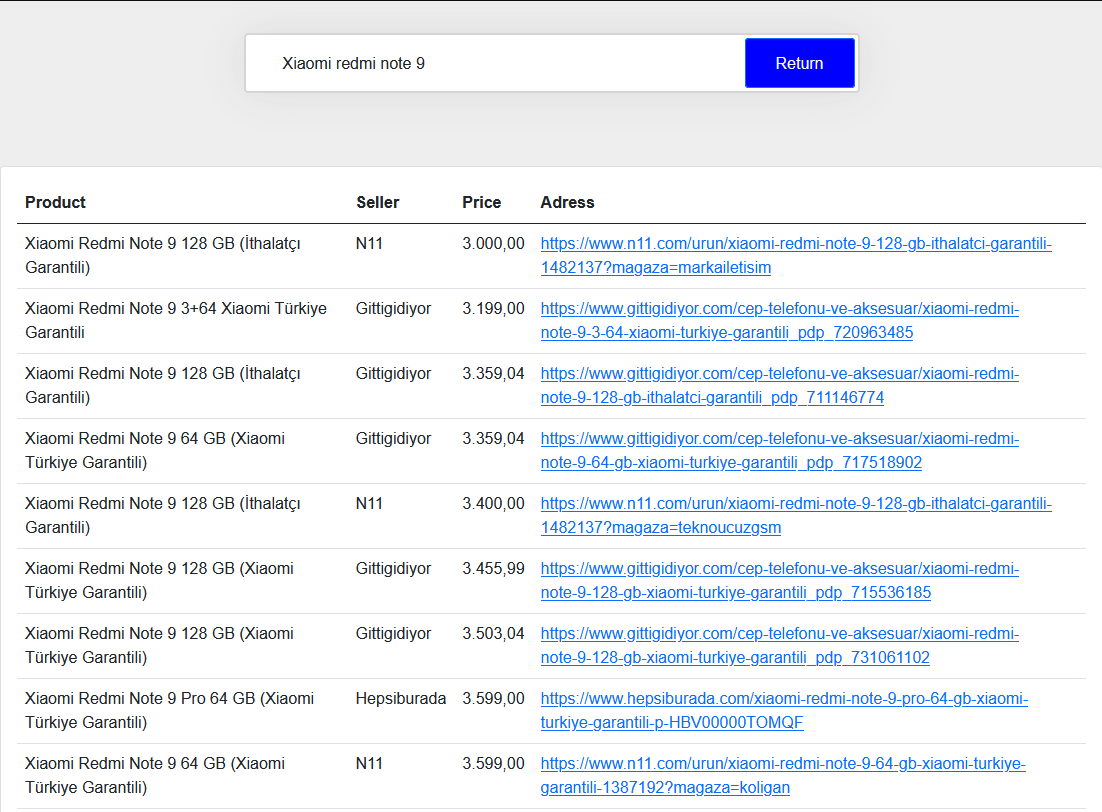 Xiaomi redmi note 9 Return
Product Seller Price Adress
Xiaomi Redmi Note 9 128 GB (İthalatçı N11 3.000,00 https://www.n11.com/urun/xiaomi-redmi-note-9-128-gb-ithalatci-garantili-
Garantili) 1482137?magaza=markailetisim
Xiaomi Redmi Note 9 3+64 Xiaomi Türkiye Gittigidiyor 3.199,00 https://www.gittigidiyor.com/cep-telefonu-ve-aksesuar/xiaomi-redmi-
Garantili note-9-3-64-xiaomi-turkiye-garantili_pdp_720963485
Xiaomi Redmi Note 9 128 GB (İthalatçı Gittigidiyor 3.359,04 https://www.gittigidiyor.com/cep-telefonu-ve-aksesuar/xiaomi-redmi-
Garantili) note-9-128-gb-ithalatci-garantili_pdp_711146774
Xiaomi Redmi Note 9 64 GB (Xiaomi Gittigidiyor 3.359,04 https://www.gittigidiyor.com/cep-telefonu-ve-aksesuar/xiaomi-redmi-
Türkiye Garantili) note-9-64-gb-xiaomi-turkiye-garantili_pdp_717518902
Xiaomi Redmi Note 9 128 GB (İthalatçı N11 3.400,00 https://www.n11.com/urun/xiaomi-redmi-note-9-128-gb-ithalatci-garantili-
Garantili) 1482137?magaza=teknoucuzgsm
Xiaomi Redmi Note 9 128 GB (Xiaomi Gittigidiyor 3.455,99 https://www.gittigidiyor.com/cep-telefonu-ve-aksesuar/xiaomi-redmi-
Türkiye Garantili) note-9-128-gb-xiaomi-turkiye-garantili_pdp_715536185
Xiaomi Redmi Note 9 128 GB (Xiaomi Gittigidiyor 3.503,04 https://www.gittigidiyor.com/cep-telefonu-ve-aksesuar/xiaomi-redmi-
Türkiye Garantili) note-9-128-gb-xiaomi-turkiye-garantili_pdp_731061102
Xiaomi Redmi Note 9 Pro 64 GB (Xiaomi Hepsiburada 3.599,00 https://www.hepsiburada.com/xiaomi-redmi-note-9-pro-64-gb-xiaomi-
Türkiye Garantili) turkiye-garantili-p-HBV00000TOMQF
Xiaomi Redmi Note 9 64 GB (Xiaomi N11 3.599,00 https://www.n11.com/urun/xiaomi-redmi-note-9-64-gb-xiaomi-turkiye-
Türkiye Garantili) garantili-1387192?magaza=koligan